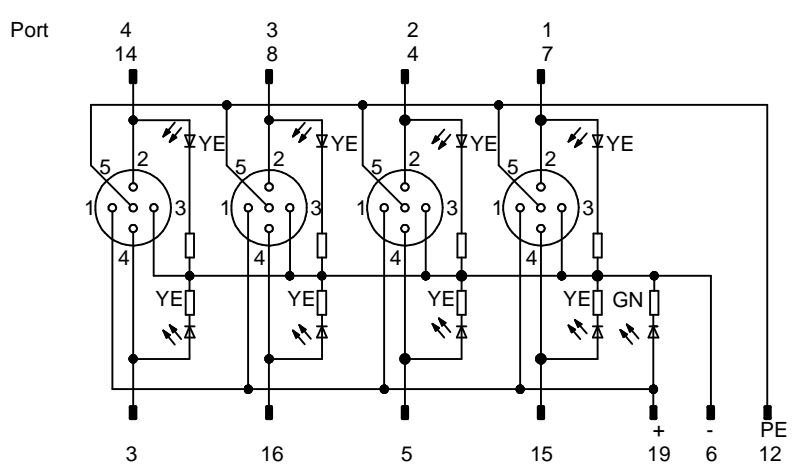 Port 4 3 2 1
14 8 4 7
YE YE YE YE
5 2 5 2 5 2 5 2
1 3 1 3 1 3 1 3
4 4 4 4
YE YE YE YE GN
+ - PE
3 16 5 15 19 6 12